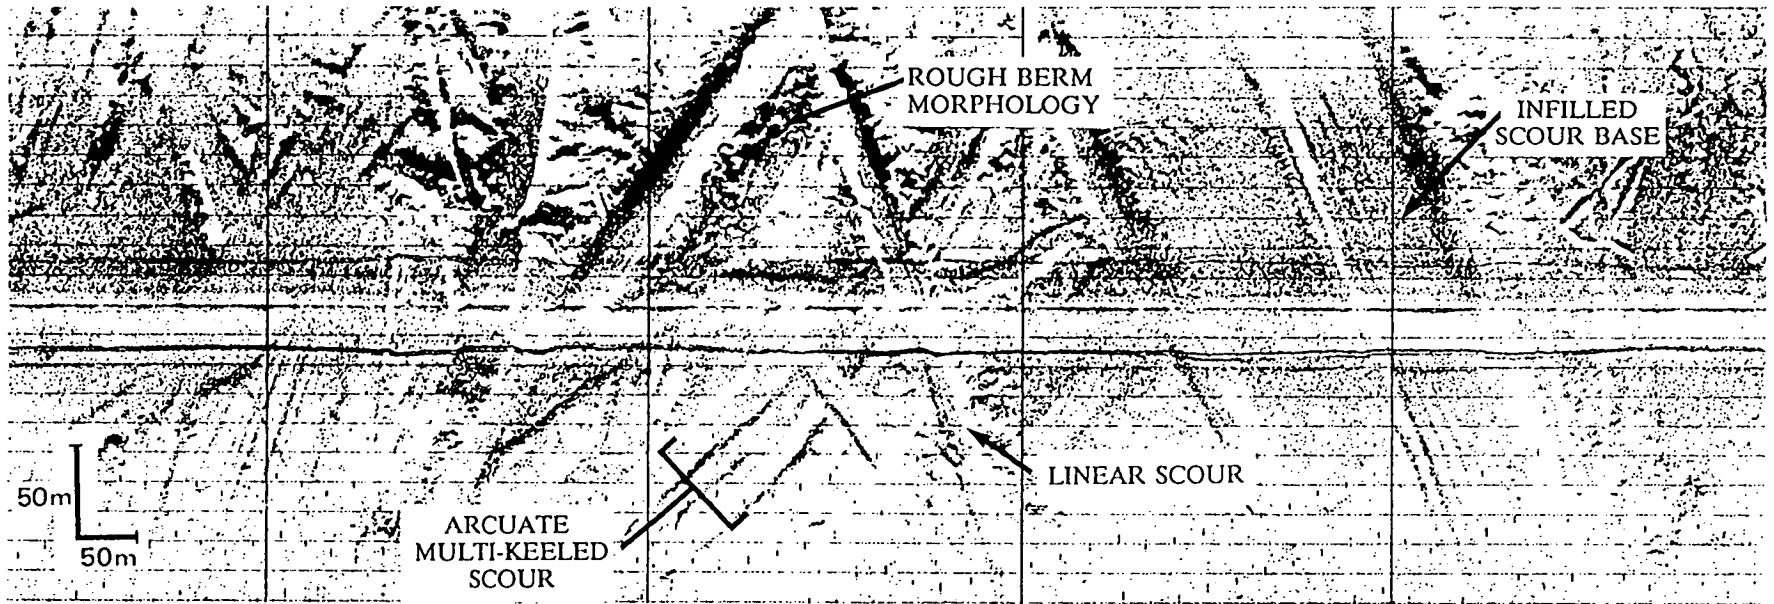 ROUGH BERM
MORPHOLOGY
INFILLED
SCOUR BASE
LINEAR SCOUR
50m
50m
ARCUATE
MULTI-KEELED
SCOUR